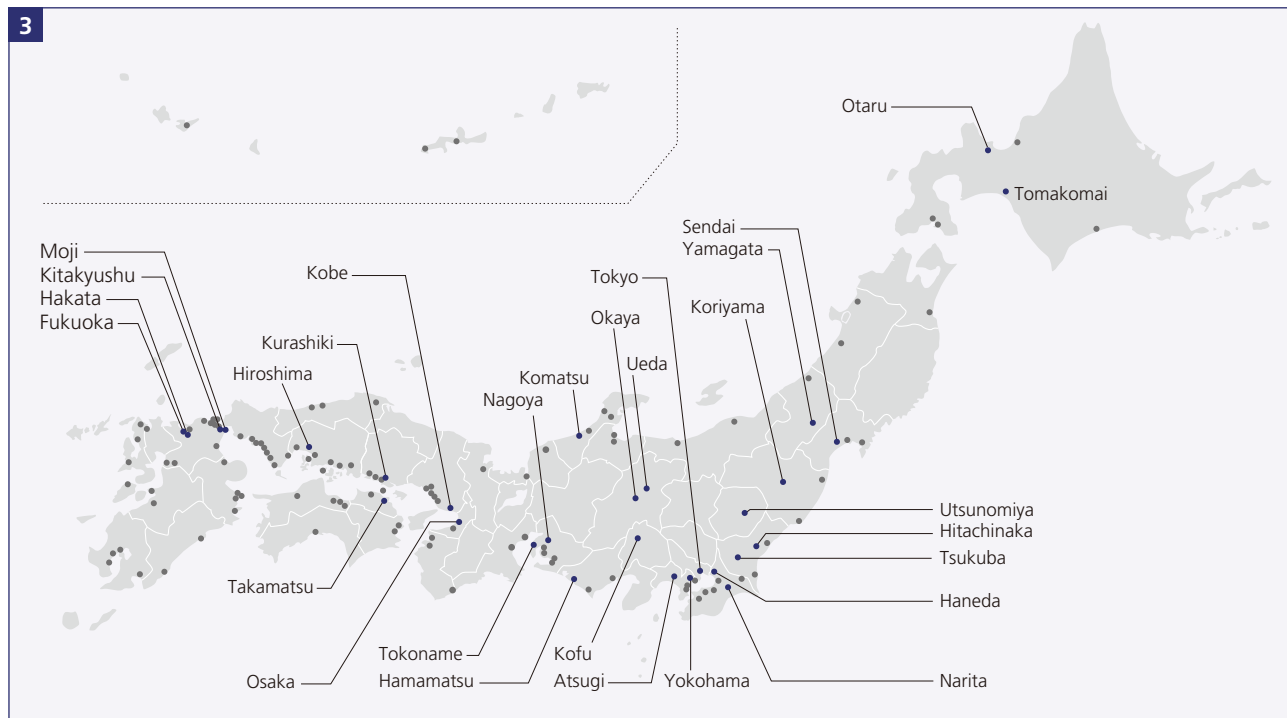 3
Otaru
Tomakomai
Sendai
Yamagata
Moji
Kitakyushu
Hakata
Fukuoka
Kobe
Tokyo
Okaya
Koriyama
Kurashiki
Hiroshima
Ueda
Komatsu
Nagoya
Utsunomiya
Hitachinaka
Tsukuba
Takamatsu
Haneda
Tokoname
Kofu
Osaka
Hamamatsu
Atsugi
Yokohama
Narita